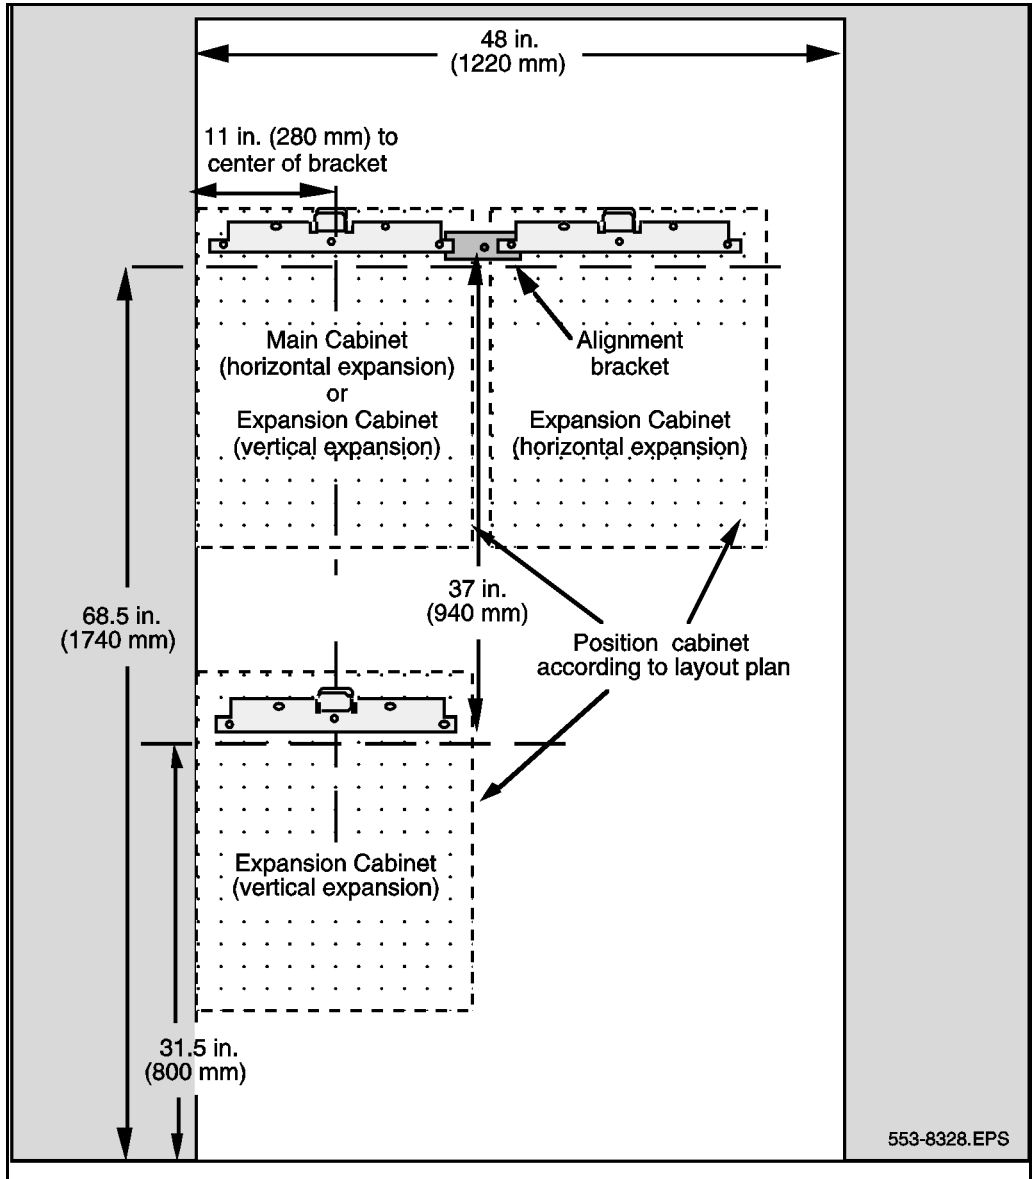 48 in.
(1220 mm)
11 in. (280 mm) to
center of bracket
Main Cabinet
(horizontal expansion)
or
Expansion Cabinet
(vertical expansion)
Alignment
bracket
Expansion Cabinet
(horizontal expansion)
37 in.
(940 mm)
68.5 in.
(1740 mm)
Position cabinet
according to layout plan
Expansion Cabinet
(vertical expansion)
31.5 in.
(800 mm)
553-8328.EPS